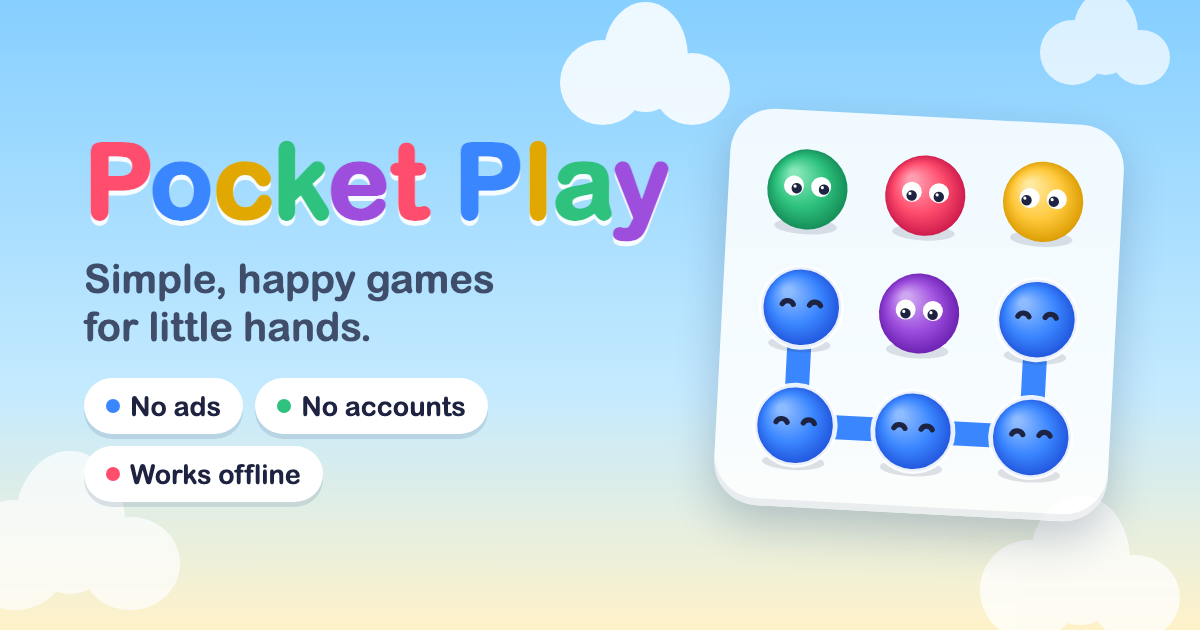 Pocket Play
Simple, happy games
for little hands.
No ads
No accounts
Works offline